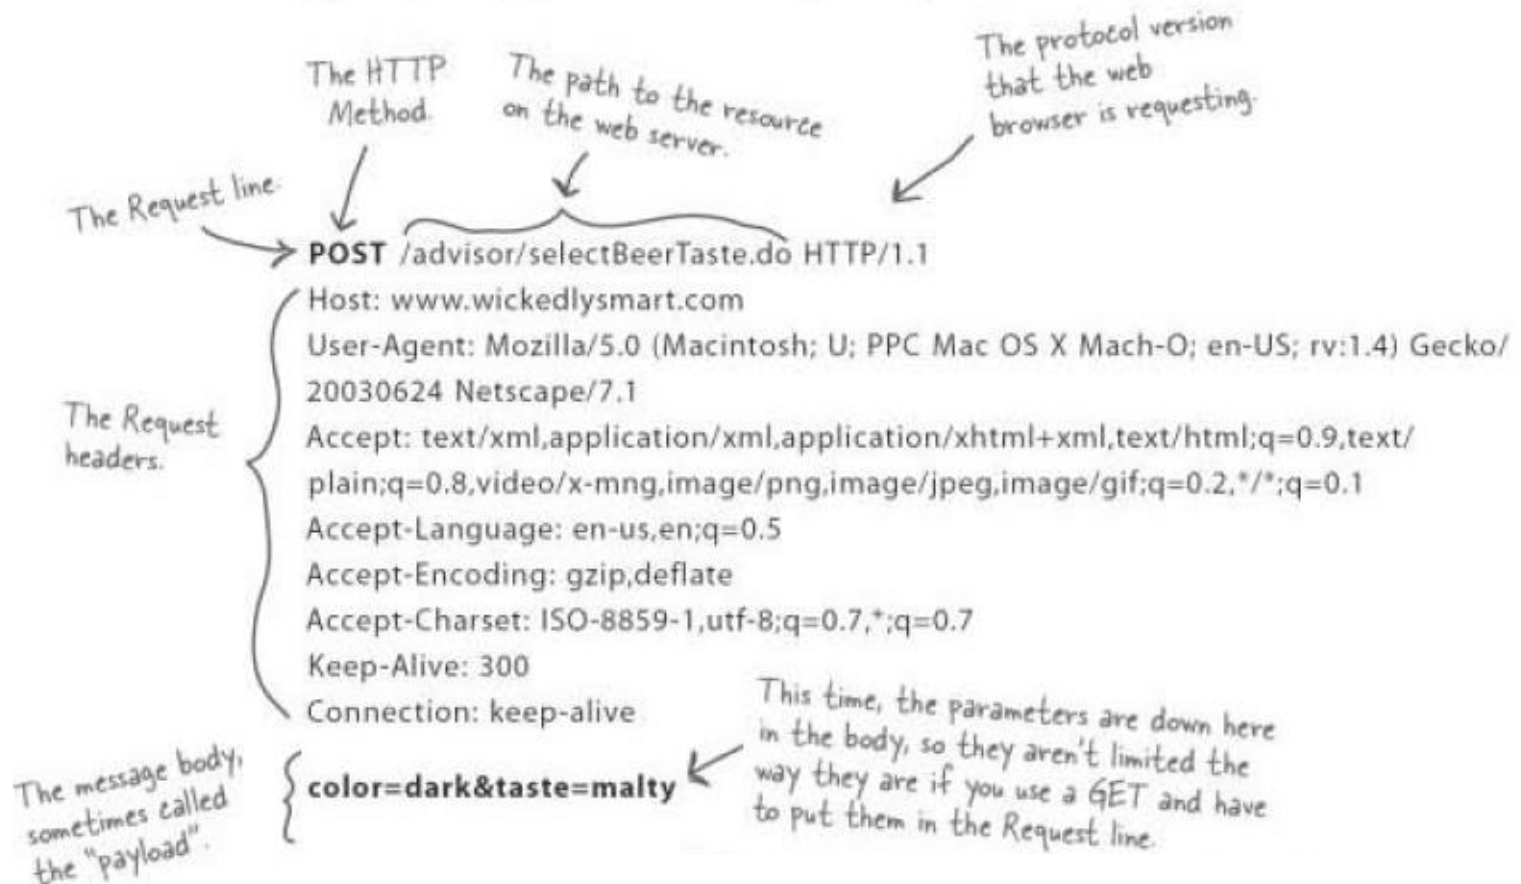 The HTTP
Method.
The path to the resource
on the web server.
The protocol version
that the web
browser is requesting.
The Request line.
POST /advisor/selectBeerTaste.do HTTP/1.1
Host: www.wickedlysmart.com
User-Agent: Mozilla/5.0 (Macintosh; U; PPC Mac OS X Mach-O; en-US; rv:1.4) Gecko/
20030624 Netscape/7.1
Accept: text/xml,application/xml,application/xhtml+xml,text/html;q=0.9,text/
plain;q=0.8,video/x-mng,image/png,image/jpeg,image/gif;q=0.2,*/*;q=0.1
Accept-Language: en-us,en;q=0.5
Accept-Encoding: gzip,deflate
Accept-Charset: ISO-8859-1,utf-8;q=0.7,*;q=0.7
Keep-Alive: 300
Connection: keep-alive
The Request
headers.
color=dark&taste=malty
The message body,
sometimes called
the "payload".
This time, the parameters are down here
in the body, so they aren't limited the
way they are if you use a GET and have
to put them in the Request line.